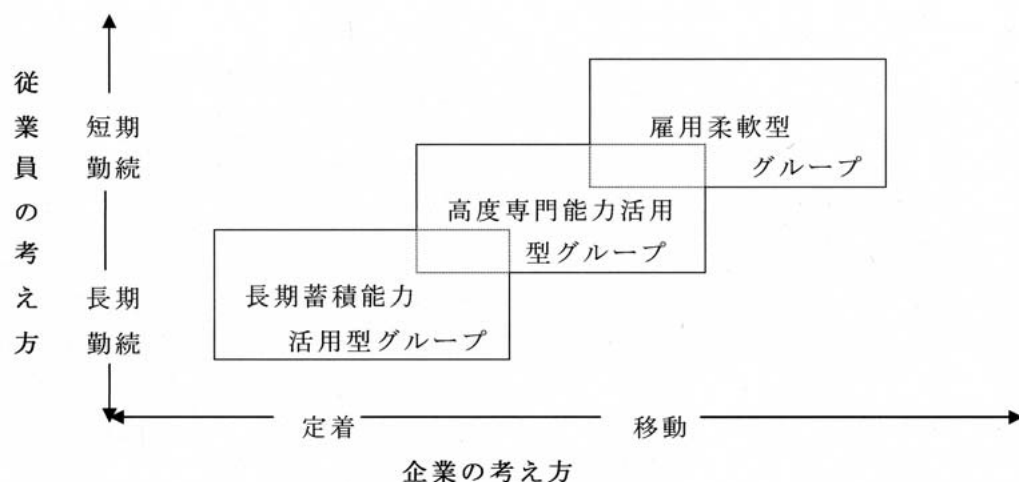 従業員の考え方
短期
勤続
長期
勤続
雇用柔軟型
グループ
高度専門能力活用
型グループ
長期蓄積能力
活用型グループ
定着
移動
企業の考え方